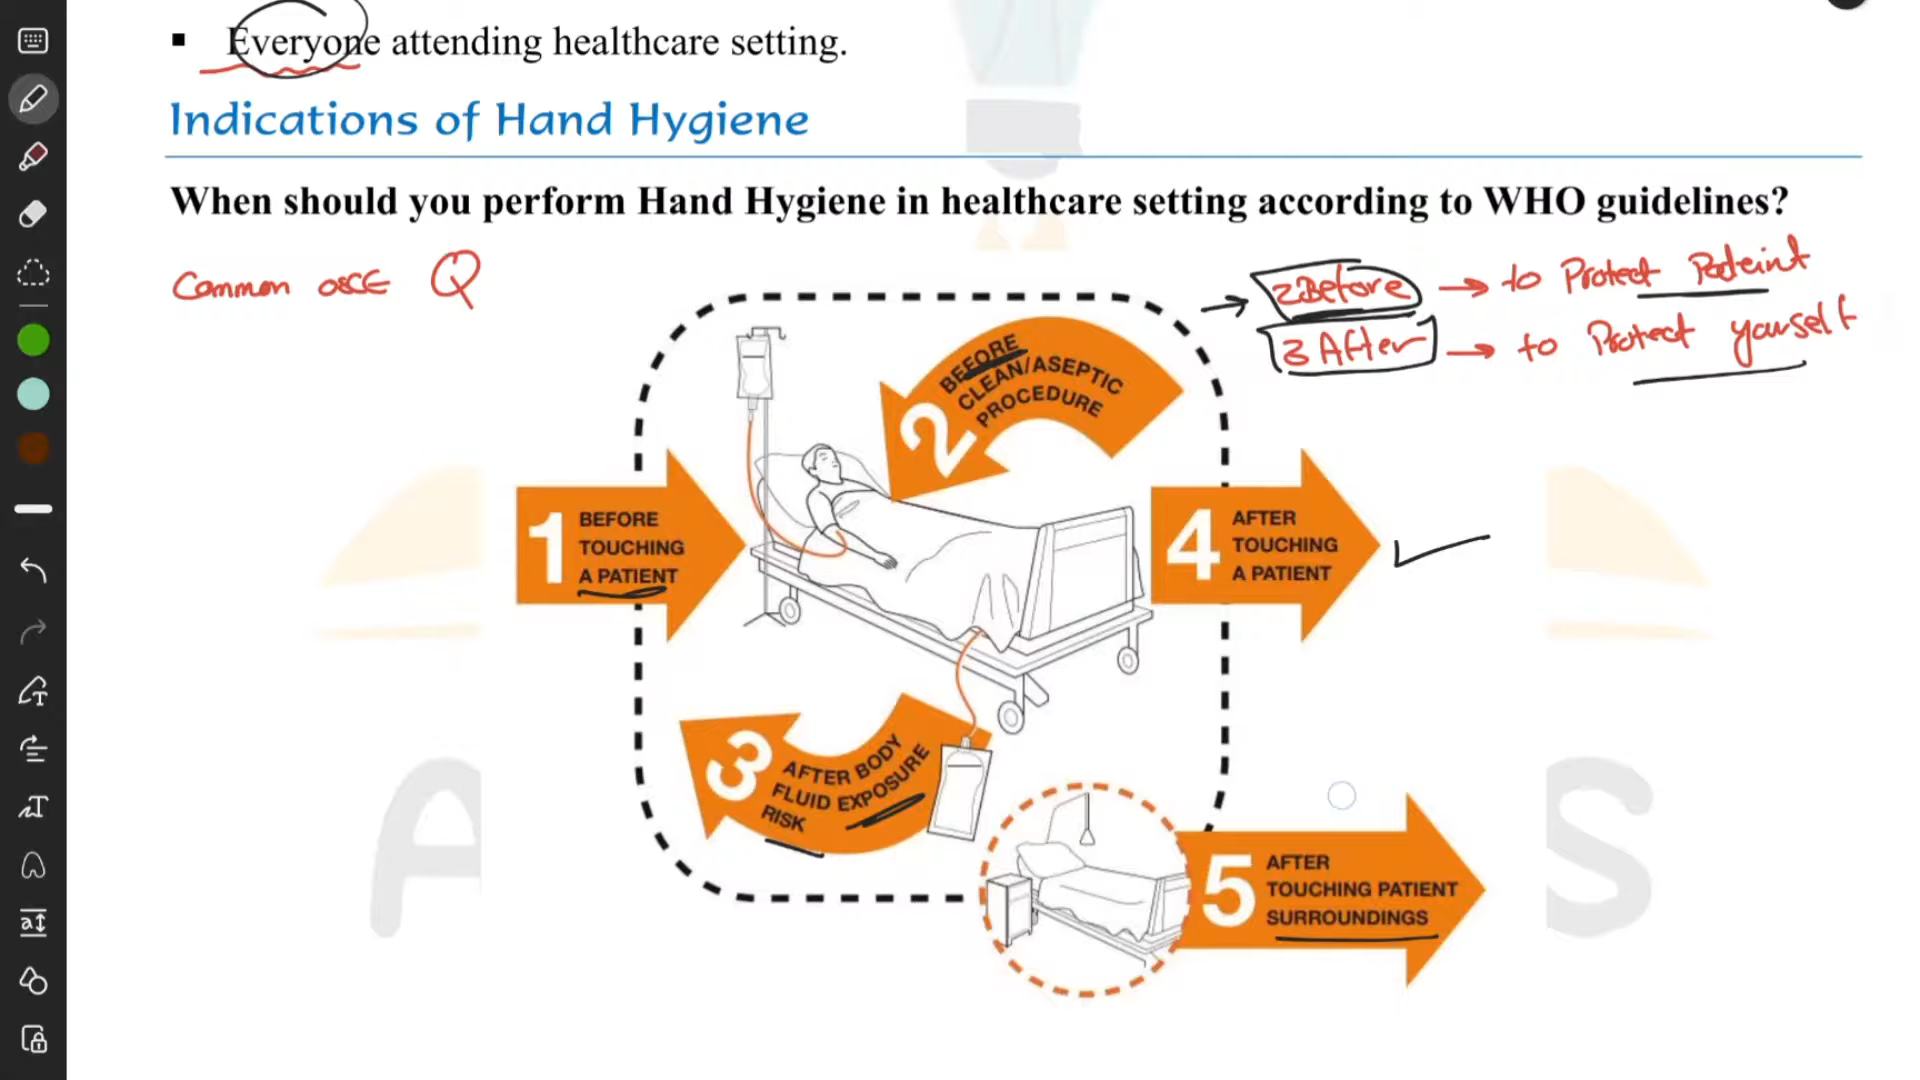 ▪ Everyone attending healthcare setting.
Indications of Hand Hygiene
When should you perform Hand Hygiene in healthcare setting according to WHO guidelines?
Common OSCE Q
2Before → to Protect Patient
3 After → to Protect yourself
1 BEFORE
TOUCHING
A PATIENT
2 BEFORE
CLEAN/ASEPTIC
PROCEDURE
3 AFTER BODY
FLUID EXPOSURE
RISK
4 AFTER
TOUCHING
A PATIENT
5 AFTER
TOUCHING PATIENT
SURROUNDINGS
A
S